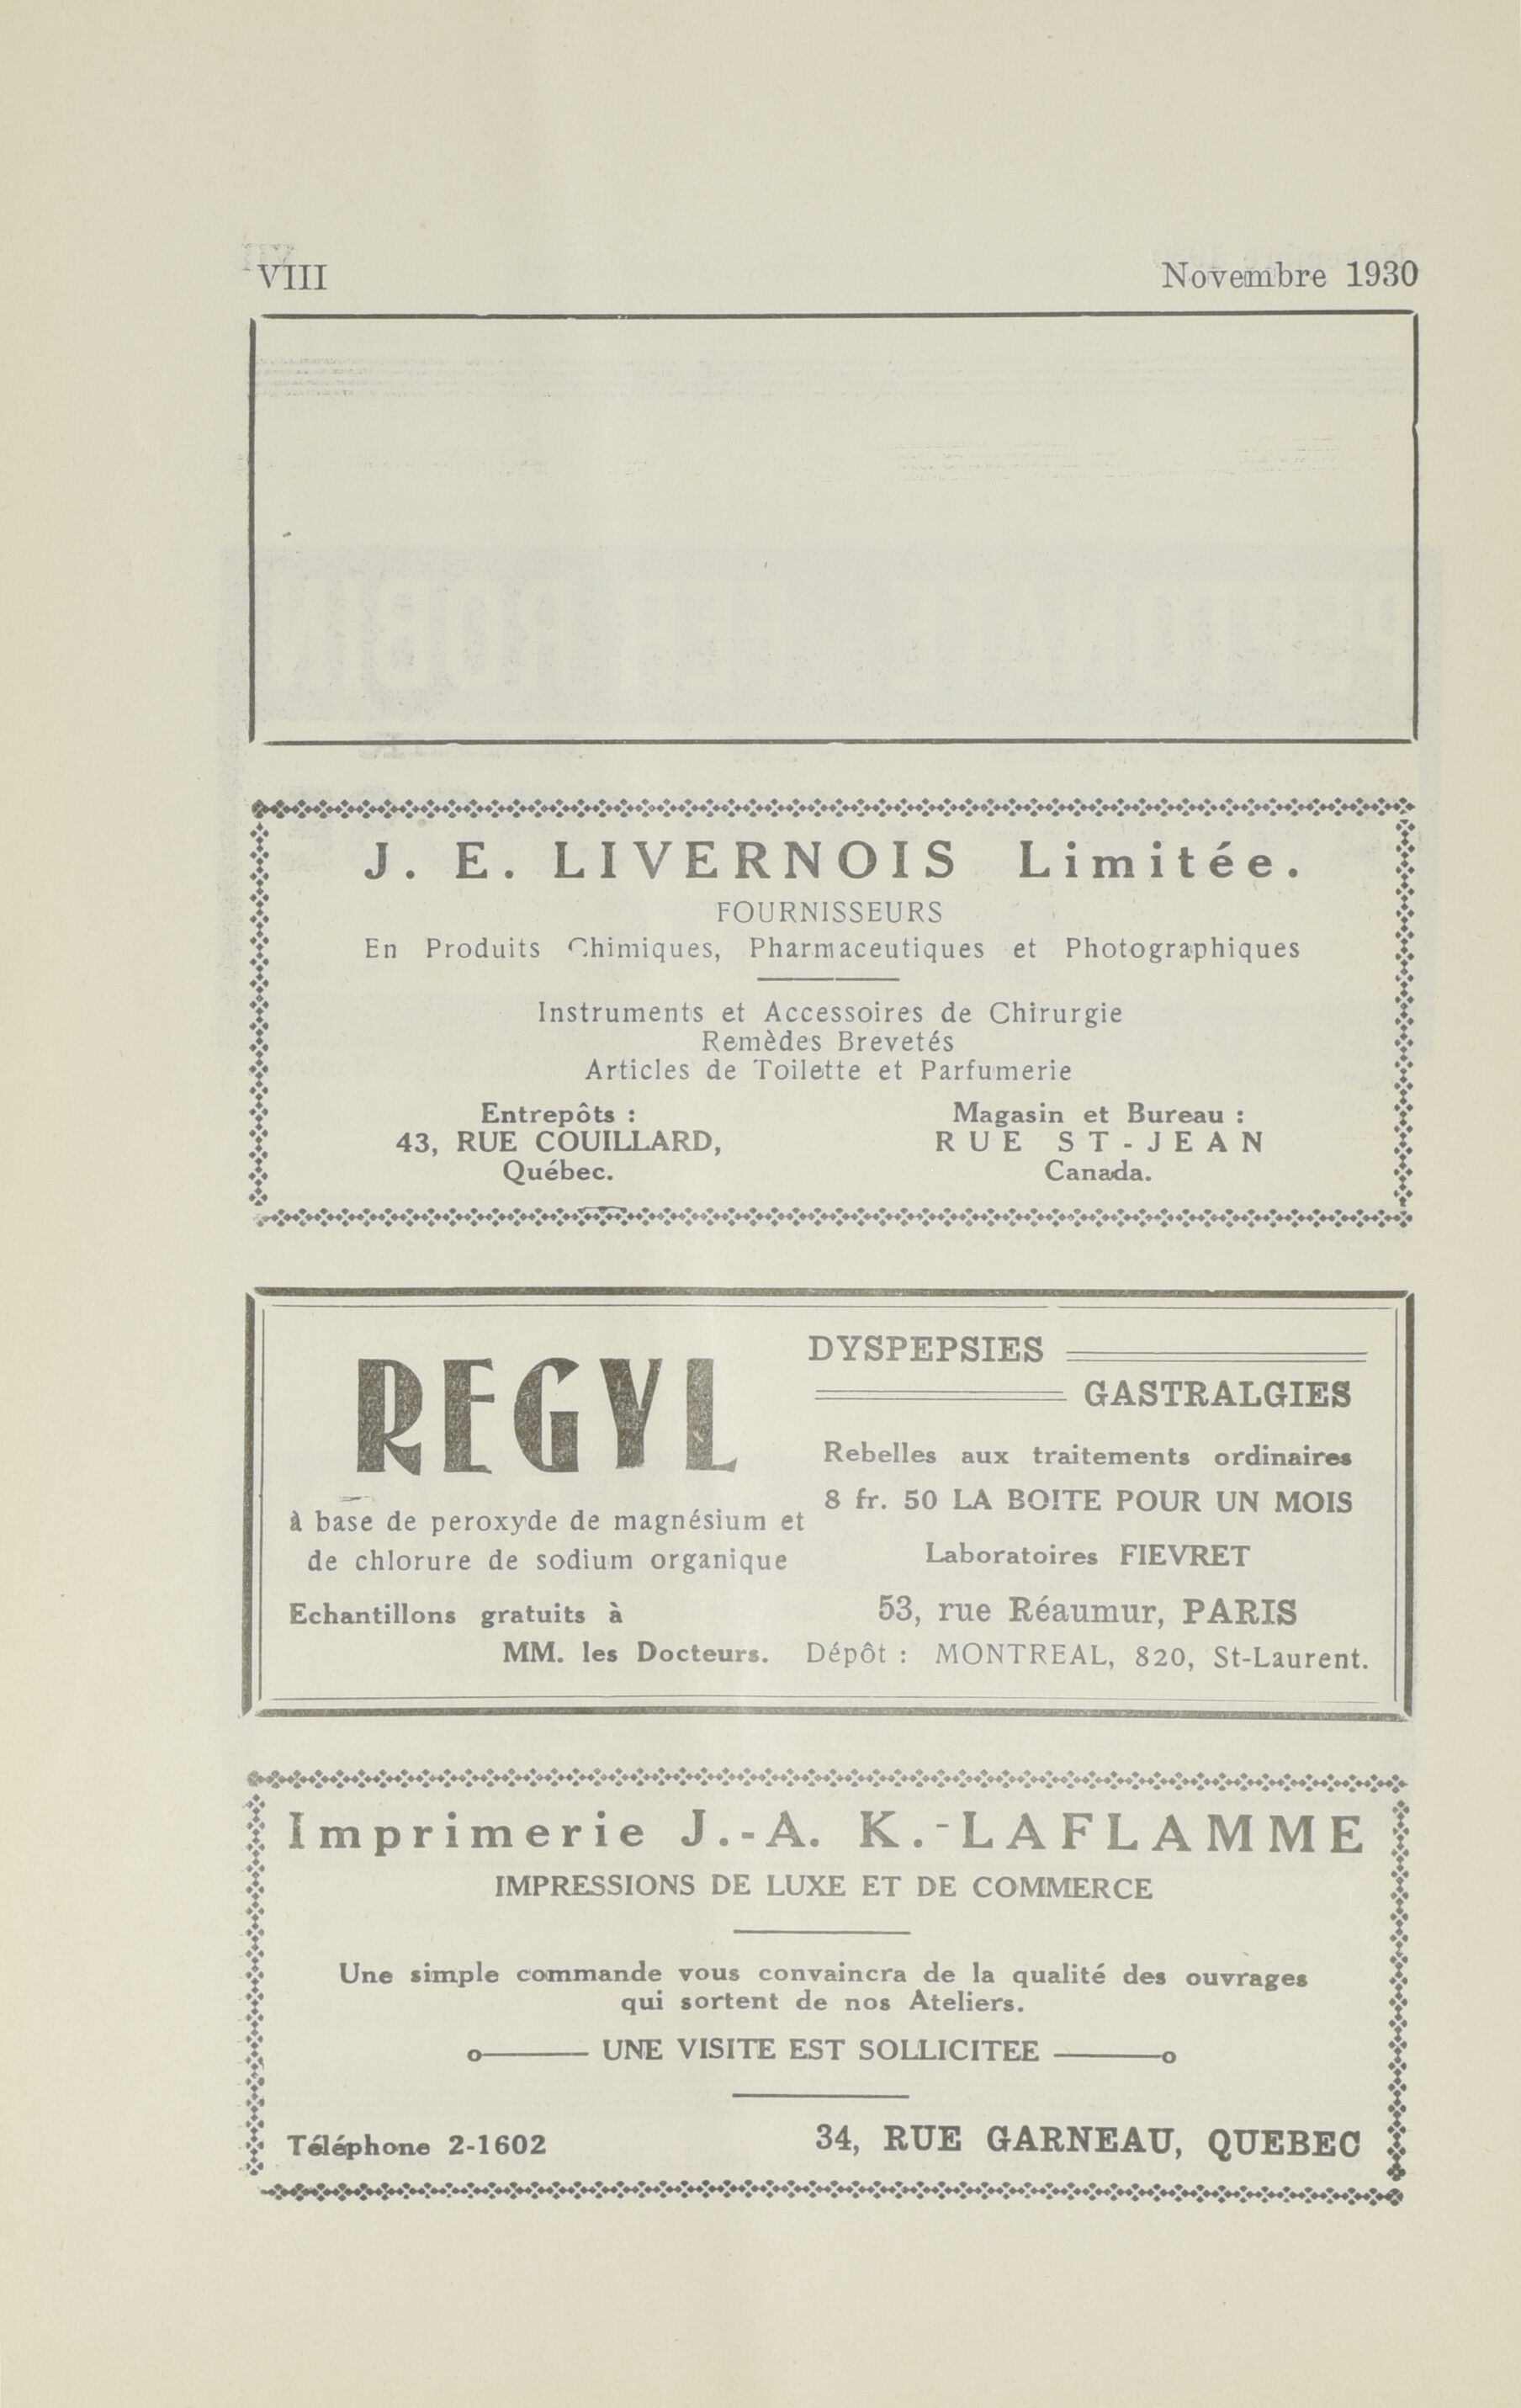 VIII
Novembre 1930
J. E. LIVERNOIS Limitée.
FOURNISSEURS
En Produits Chimiques, Pharmaceutiques et Photographiques
Instruments et Accessoires de Chirurgie
Remèdes Brevetés
Articles de Toilette et Parfumerie
Entrepôts :
43, RUE COUILLARD,
Québec.
Magasin et Bureau :
RUE ST-JEAN
Canada.
REGYL
à base de peroxyde de magnésium et
de chlorure de sodium organique
Echantillons gratuits à
MM. les Docteurs.
DYSPEPSIES
GASTRALGIES
Rebelles aux traitements ordinaires
8 fr. 50 LA BOITE POUR UN MOIS
Laboratoires FIEVRET
53, rue Réaumur, PARIS
Dépôt : MONTREAL, 820, St-Laurent.
Imprimerie J.-A. K.-LAFLAMME
IMPRESSIONS DE LUXE ET DE COMMERCE
Une simple commande vous convaincra de la qualité des ouvrages
qui sortent de nos Ateliers.
UNE VISITE EST SOLLICITEE
Téléphone 2-1602
34, RUE GARNEAU, QUEBEC